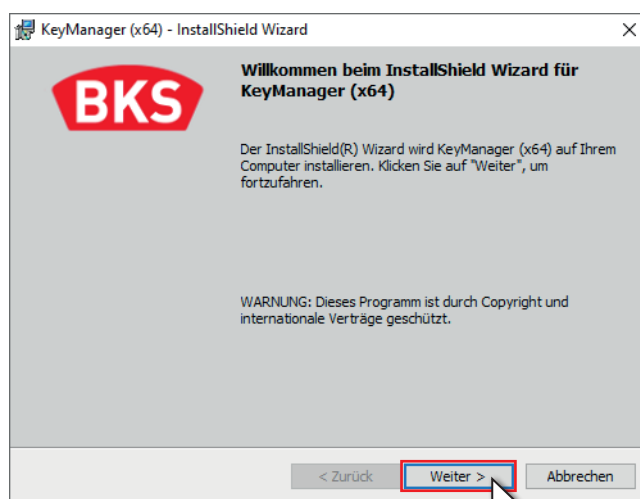 KeyManager (x64) - InstallShield Wizard
BKS
Willkommen beim InstallShield Wizard für
KeyManager (x64)
Der InstallShield(R) Wizard wird KeyManager (x64) auf Ihrem
Computer installieren. Klicken Sie auf "Weiter", um
fortzufahren.
WARNUNG: Dieses Programm ist durch Copyright und
internationale Verträge geschützt.
< Zurück
Weiter >
Abbrechen